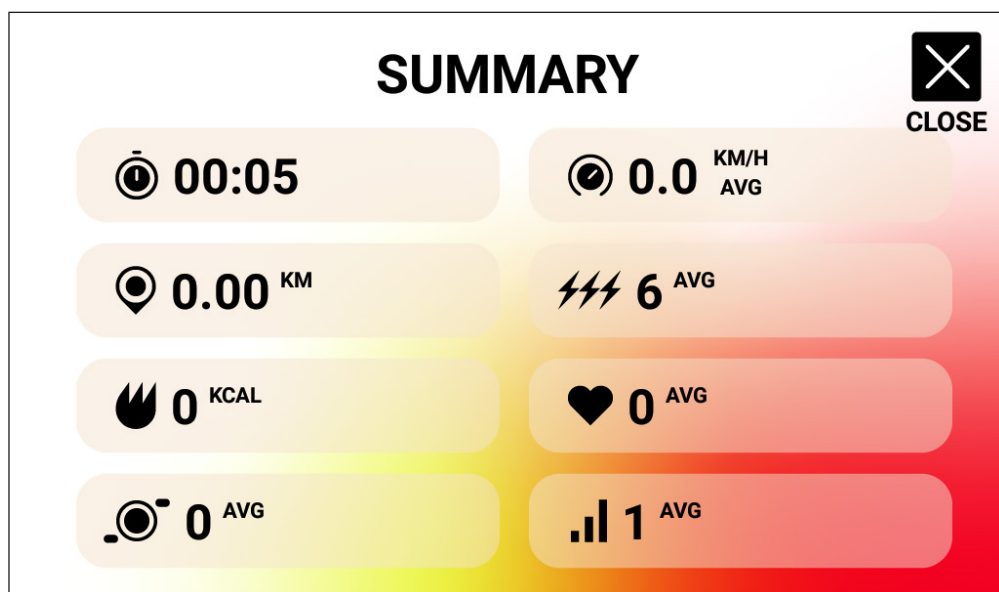 SUMMARY
CLOSE
00:05
0.0 KM/H
AVG
0.00 KM
6 AVG
0 KCAL
0 AVG
0 AVG
1 AVG